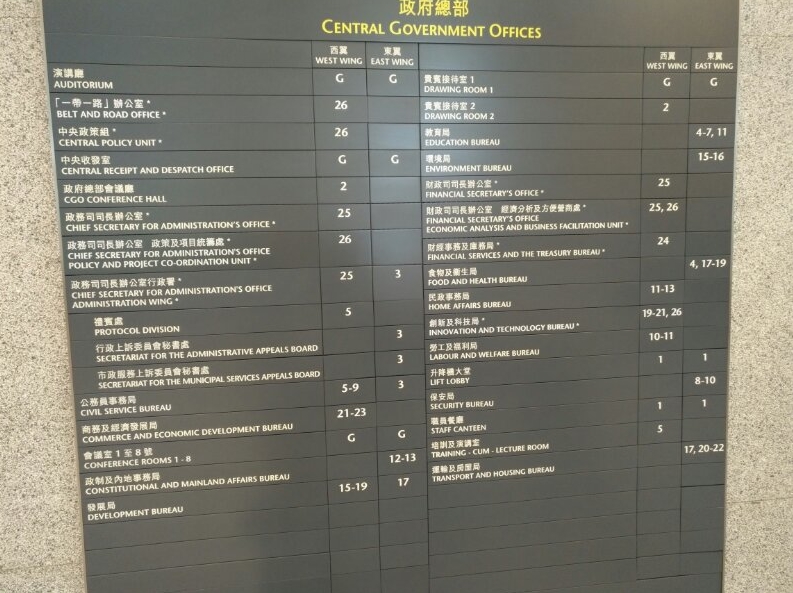 政府總部
CENTRAL GOVERNMENT OFFICES
西翼 東翼
WEST WING EAST WING
演講廳
AUDITORIUM G G
「一帶一路」辦公室 *
BELT AND ROAD OFFICE * 26
中央政策組 *
CENTRAL POLICY UNIT * 26
中央收發室
CENTRAL RECEIPT AND DESPATCH OFFICE G G
政府總部會議廳
CGO CONFERENCE HALL 2
政務司司長辦公室 *
CHIEF SECRETARY FOR ADMINISTRATION'S OFFICE * 25
政務司司長辦公室 政策及項目統籌處 *
CHIEF SECRETARY FOR ADMINISTRATION'S OFFICE 26
POLICY AND PROJECT CO-ORDINATION UNIT *
政務司司長辦公室行政署 *
CHIEF SECRETARY FOR ADMINISTRATION'S OFFICE 25 3
ADMINISTRATION WING *
禮賓處
PROTOCOL DIVISION 5
行政上訴委員會秘書處
SECRETARIAT FOR THE ADMINISTRATIVE APPEALS BOARD 3
市政服務上訴委員會秘書處
SECRETARIAT FOR THE MUNICIPAL SERVICES APPEALS BOARD 3
公務員事務局
CIVIL SERVICE BUREAU 5-9 3
商務及經濟發展局
COMMERCE AND ECONOMIC DEVELOPMENT BUREAU 21-23
會議室 1 至 8 號
CONFERENCE ROOMS 1 - 8 G G
政制及內地事務局
CONSTITUTIONAL AND MAINLAND AFFAIRS BUREAU 12-13
發展局
DEVELOPMENT BUREAU 15-19 17
西翼 東翼
WEST WING EAST WING
貴賓接待室 1
DRAWING ROOM 1 G G
貴賓接待室 2
DRAWING ROOM 2 2
教育局
EDUCATION BUREAU 4-7, 11
環境局
ENVIRONMENT BUREAU 15-16
財政司司長辦公室 *
FINANCIAL SECRETARY'S OFFICE * 25
財政司司長辦公室 經濟分析及方便營商處 *
FINANCIAL SECRETARY'S OFFICE 25, 26
ECONOMIC ANALYSIS AND BUSINESS FACILITATION UNIT *
財經事務及庫務局 *
FINANCIAL SERVICES AND THE TREASURY BUREAU * 24
食物及衞生局
FOOD AND HEALTH BUREAU 4, 17-19
民政事務局
HOME AFFAIRS BUREAU 11-13
創新及科技局 *
INNOVATION AND TECHNOLOGY BUREAU * 19-21, 26
勞工及福利局
LABOUR AND WELFARE BUREAU 10-11
升降機大堂
LIFT LOBBY 1 1
保安局
SECURITY BUREAU 8-10
職員餐廳
STAFF CANTEEN 1 1
培訓及演講室
TRAINING - CUM - LECTURE ROOM 5
運輸及房屋局
TRANSPORT AND HOUSING BUREAU 17, 20-22